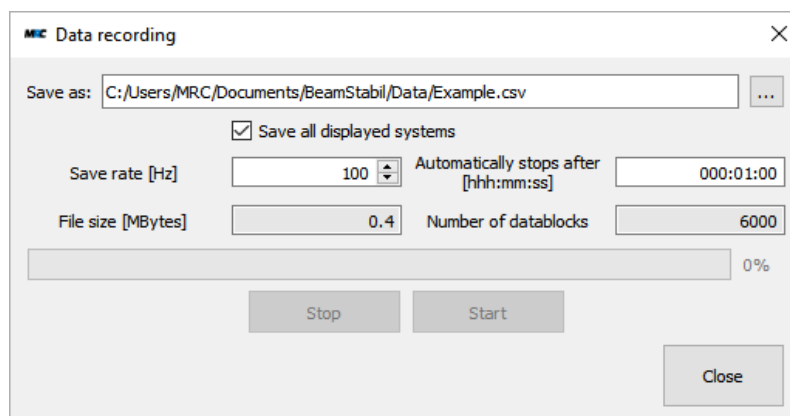 MRC Data recording
Save as: C:/Users/MRC/Documents/BeamStabil/Data/Example.csv ...
Save all displayed systems
Save rate [Hz] 100 Automatically stops after [hhh:mm:ss] 000:01:00
File size [MBytes] 0.4 Number of datablocks 6000
0%
Stop Start
Close